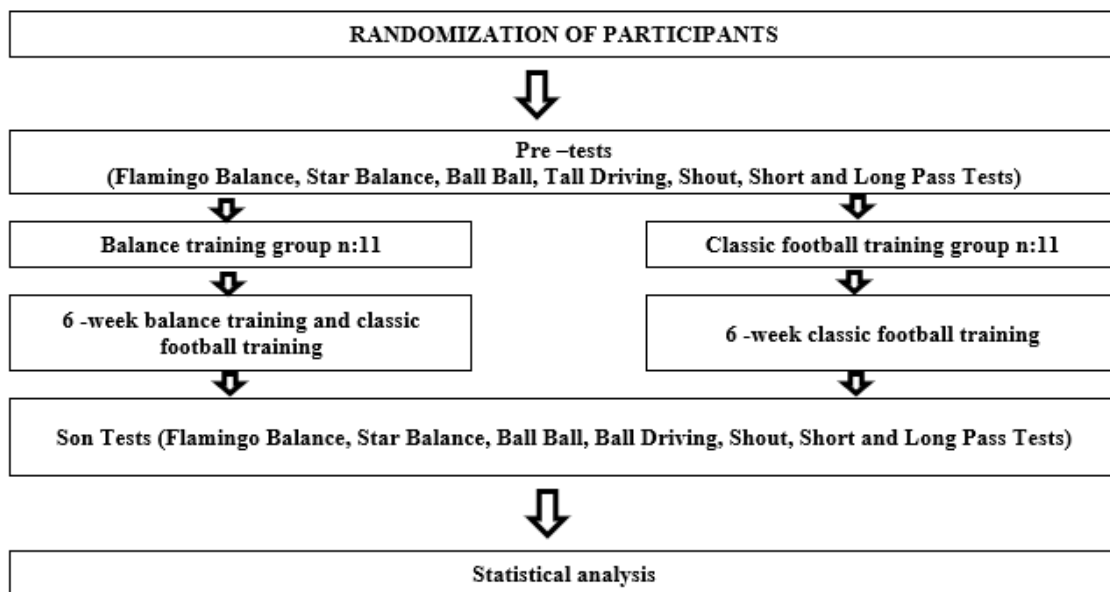 RANDOMIZATION OF PARTICIPANTS
Pre –tests
(Flamingo Balance, Star Balance, Ball Ball, Tall Driving, Shout, Short and Long Pass Tests)
Balance training group n:11
Classic football training group n:11
6 -week balance training and classic
football training
6 -week classic football training
Son Tests (Flamingo Balance, Star Balance, Ball Ball, Ball Driving, Shout, Short and Long Pass Tests)
Statistical analysis